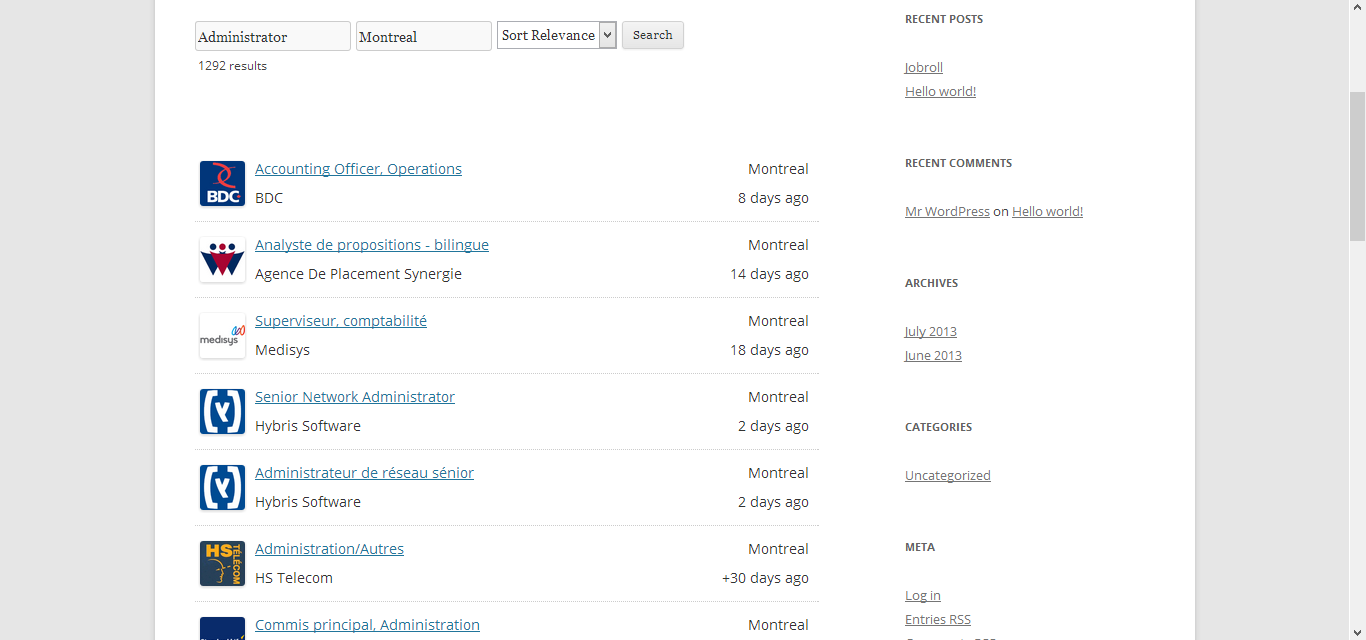 Administrator Montreal Sort Relevance Search
1292 results
BDC
Accounting Officer, Operations Montreal
BDC 8 days ago
Analyste de propositions - bilingue Montreal
Agence De Placement Synergie 14 days ago
medisys
Superviseur, comptabilité Montreal
Medisys 18 days ago
Senior Network Administrator Montreal
Hybris Software 2 days ago
Administrateur de réseau sénior Montreal
Hybris Software 2 days ago
HS TÉLÉCOM
Administration/Autres Montreal
HS Telecom +30 days ago
Commis principal, Administration Montreal
RECENT POSTS
Jobroll
Hello world!
RECENT COMMENTS
Mr WordPress on Hello world!
ARCHIVES
July 2013
June 2013
CATEGORIES
Uncategorized
META
Log in
Entries RSS